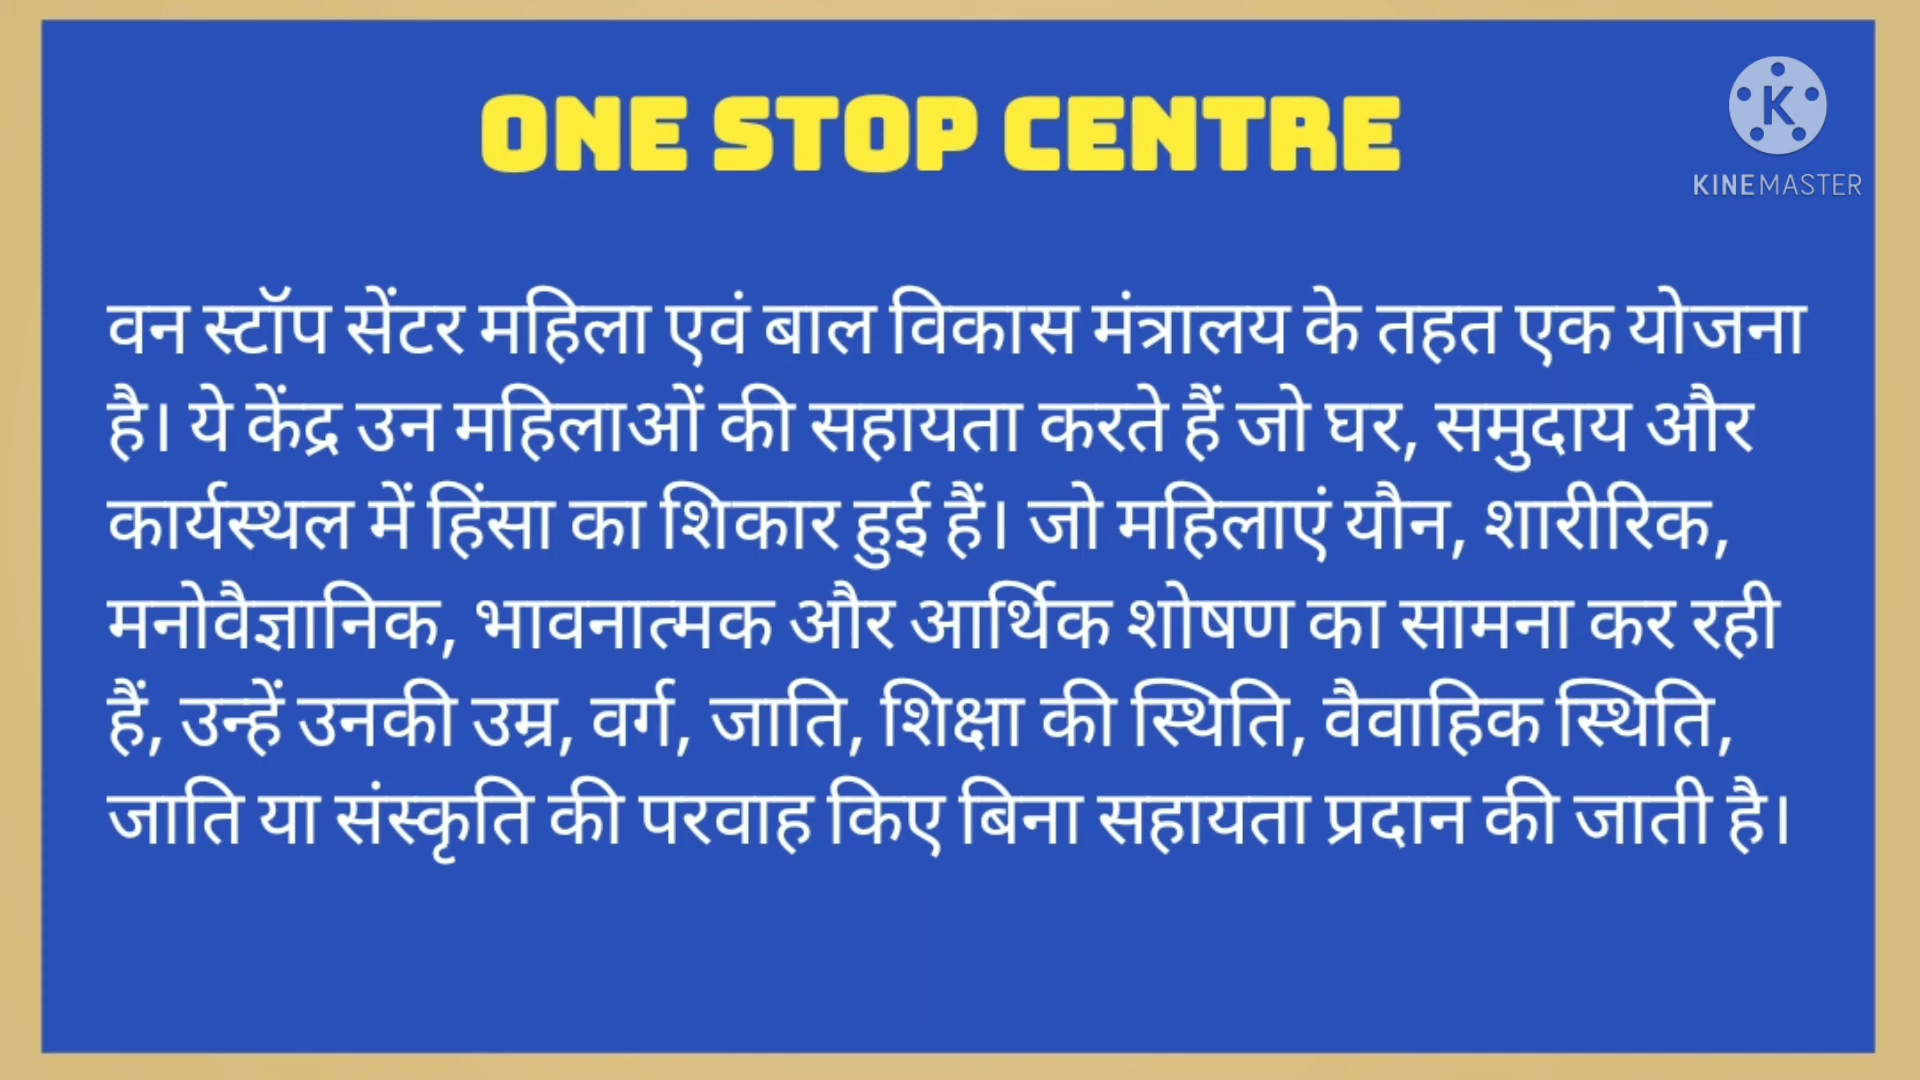 ONE STOP CENTRE
K
KINEMASTER
वन स्टॉप सेंटर महिला एवं बाल विकास मंत्रालय के तहत एक योजना
है। ये केंद्र उन महिलाओं की सहायता करते हैं जो घर, समुदाय और
कार्यस्थल में हिंसा का शिकार हुई हैं। जो महिलाएं यौन, शारीरिक,
मनोवैज्ञानिक, भावनात्मक और आर्थिक शोषण का सामना कर रही
हैं, उन्हें उनकी उम्र, वर्ग, जाति, शिक्षा की स्थिति, वैवाहिक स्थिति,
जाति या संस्कृति की परवाह किए बिना सहायता प्रदान की जाती है।